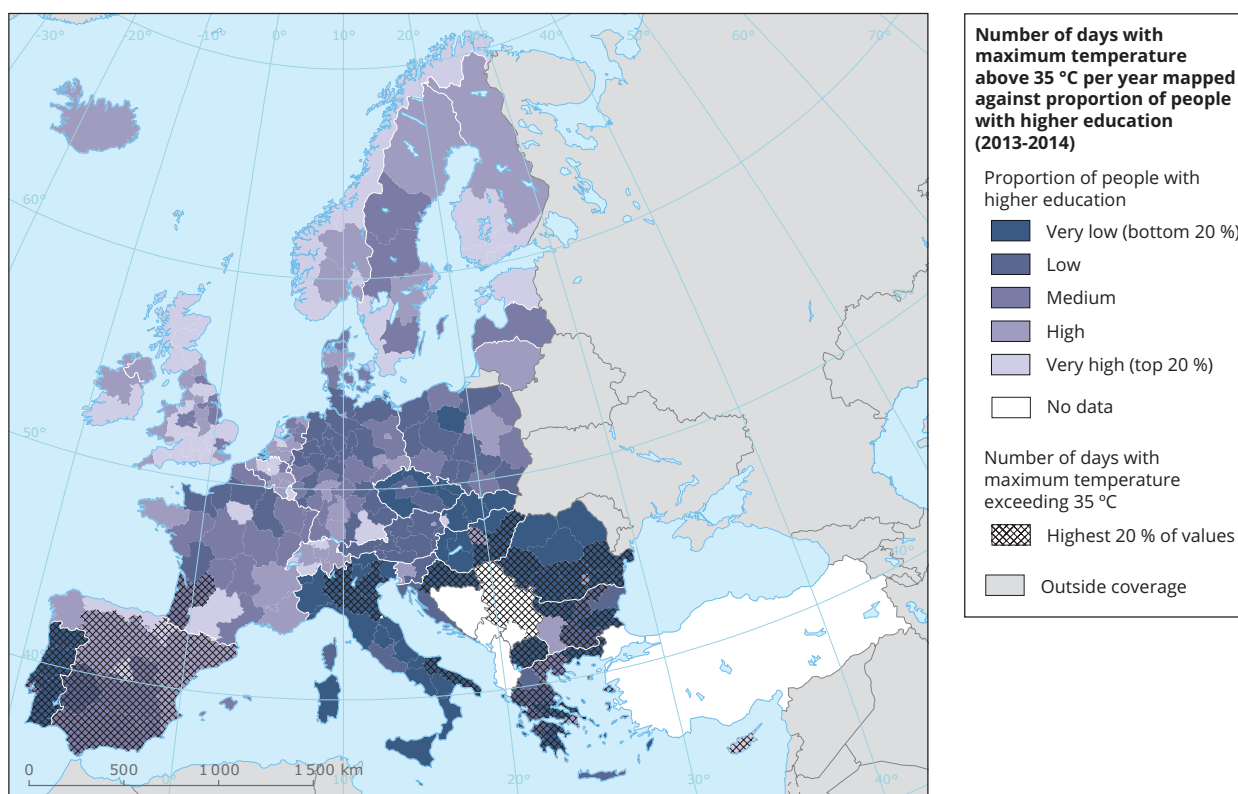 -30° -20° -10° 0° 10° 20° 30° 40° 50° 60° 70°
60°
50°
50°
40°
40°
0 500 1 000 1 500 km
0° 10° 20° 30° 40°
Number of days with
maximum temperature
above 35 °C per year mapped
against proportion of people
with higher education
(2013-2014)
Proportion of people with
higher education
Very low (bottom 20 %)
Low
Medium
High
Very high (top 20 %)
No data
Number of days with
maximum temperature
exceeding 35 ºC
Highest 20 % of values
Outside coverage